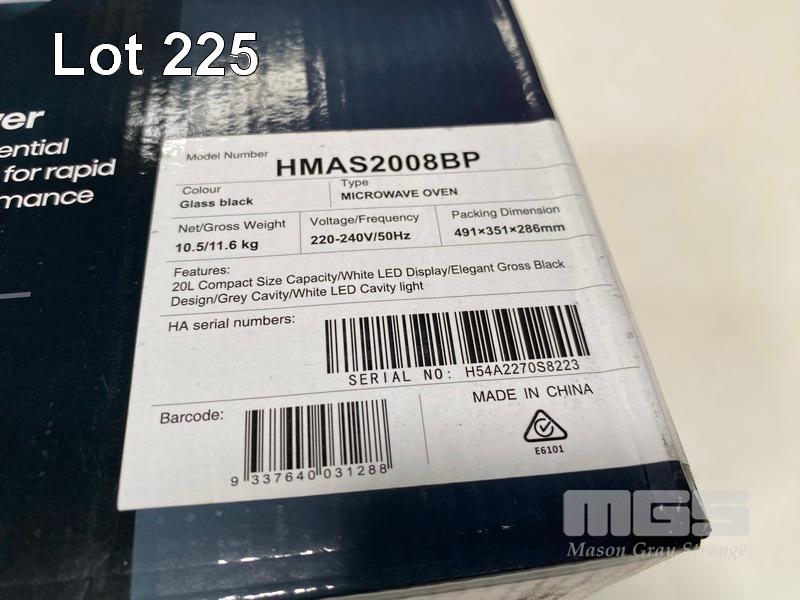 Lot 225
ver
ential
for rapid
rmance
Model Number HMAS2008BP
Colour Type
Glass black MICROWAVE OVEN
Net/Gross Weight Voltage/Frequency Packing Dimension
10.5/11.6 kg 220-240V/50Hz 491×351×286mm
Features:
20L Compact Size Capacity/White LED Display/Elegant Gross Black
Design/Grey Cavity/White LED Cavity light
HA serial numbers:
SERIAL NO: H54A2270S8223
MADE IN CHINA
Barcode:
E6101
9 337640 031288
MGS
Mason Gray Strange